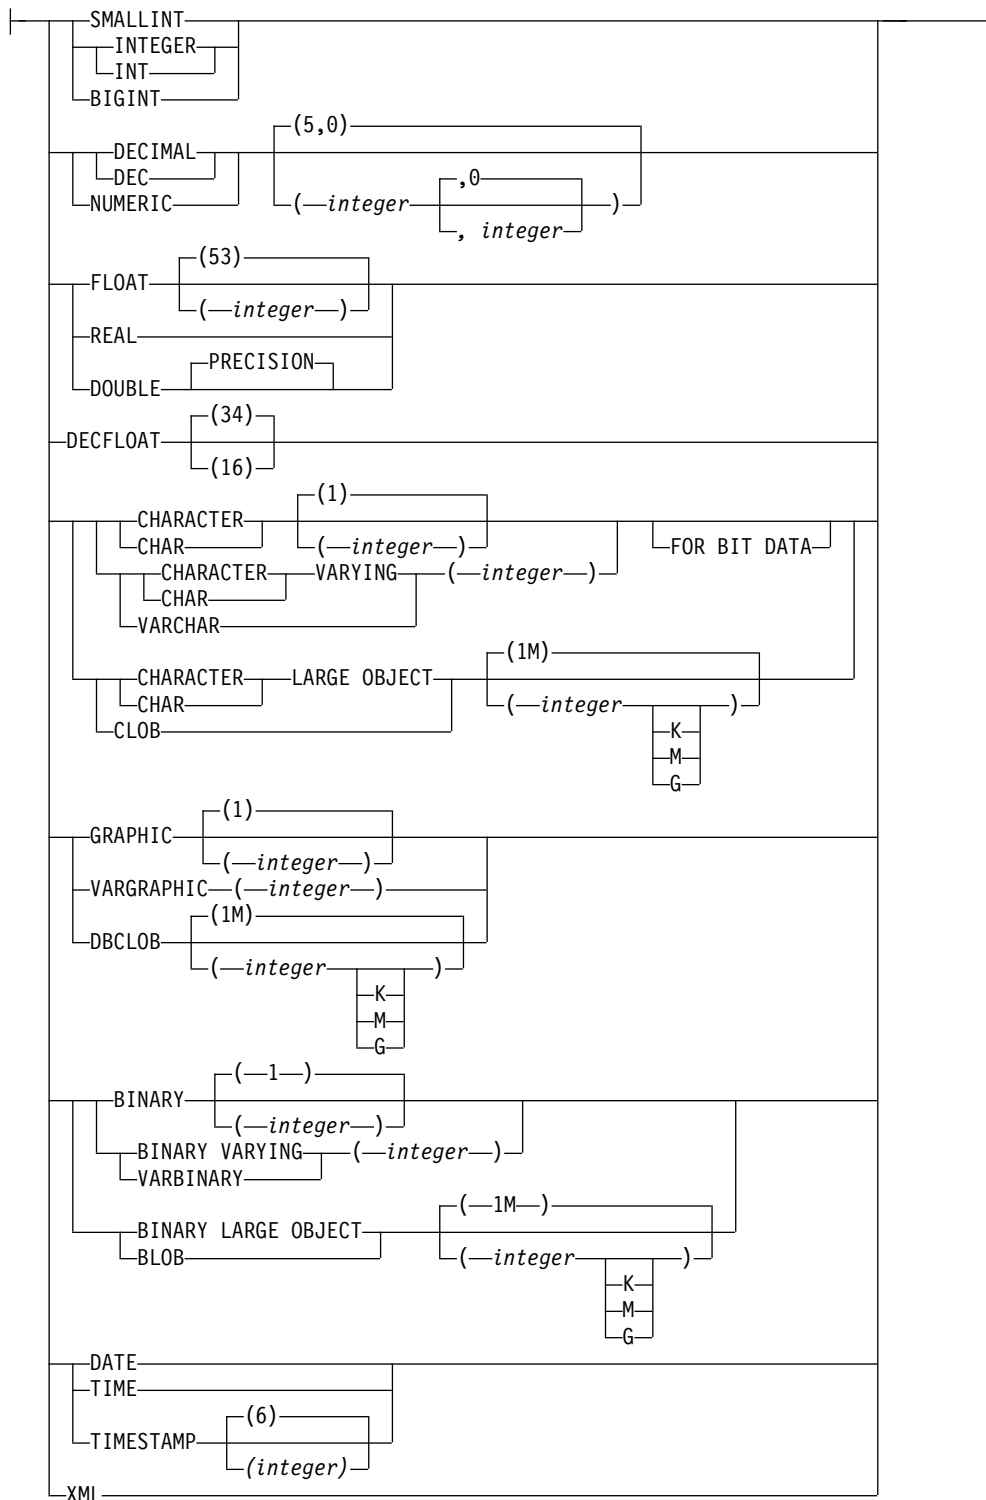 SMALLINT
INTEGER
INT
BIGINT
(5,0)
DECIMAL
DEC
,0
NUMERIC
( integer )
, integer
(53)
FLOAT
( integer )
REAL
PRECISION
DOUBLE
(34)
DECFLOAT
(16)
(1)
CHARACTER
CHAR
( integer )
FOR BIT DATA
CHARACTER VARYING ( integer )
CHAR
VARCHAR
(1M)
CHARACTER LARGE OBJECT
CHAR
( integer )
CLOB
K
M
G
(1)
GRAPHIC
( integer )
VARGRAPHIC ( integer )
(1M)
DBCLOB
( integer )
K
M
G
( 1 )
BINARY
( integer )
BINARY VARYING ( integer )
VARBINARY
( 1M )
BINARY LARGE OBJECT
BLOB
( integer )
K
M
G
DATE
TIME
(6)
TIMESTAMP
(integer)
XML